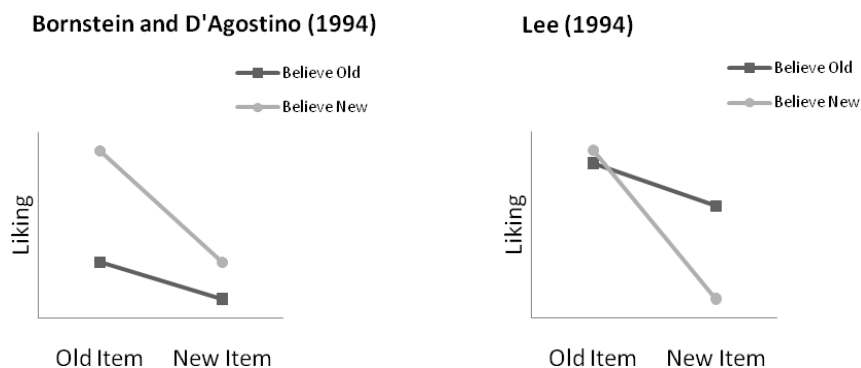 Bornstein and D'Agostino (1994)
Believe Old
Believe New
Liking
Old Item New Item
Lee (1994)
Believe Old
Believe New
Liking
Old Item New Item